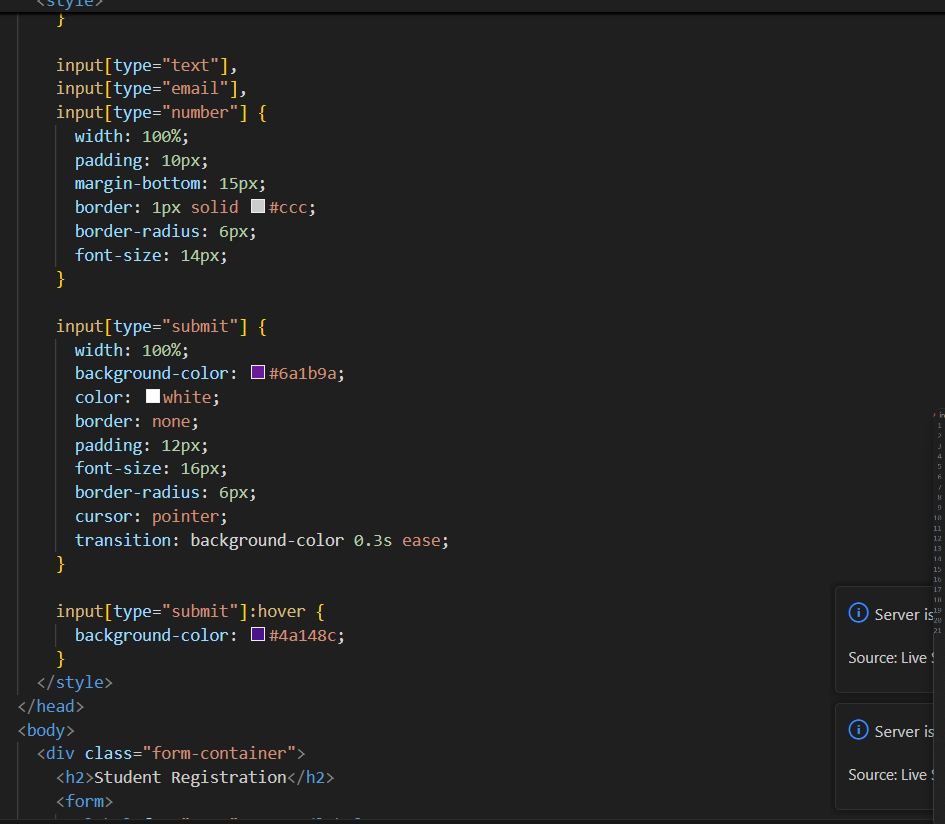 <style>
}
input[type="text"],
input[type="email"],
input[type="number"] {
width: 100%;
padding: 10px;
margin-bottom: 15px;
border: 1px solid #ccc;
border-radius: 6px;
font-size: 14px;
}
input[type="submit"] {
width: 100%;
background-color: #6a1b9a;
color: white;
border: none;
padding: 12px;
font-size: 16px;
border-radius: 6px;
cursor: pointer;
transition: background-color 0.3s ease;
}
input[type="submit"]:hover {
background-color: #4a148c;
}
</style>
</head>
<body>
<div class="form-container">
<h2>Student Registration</h2>
<form>
Server is
Source: Live
Server is
Source: Live